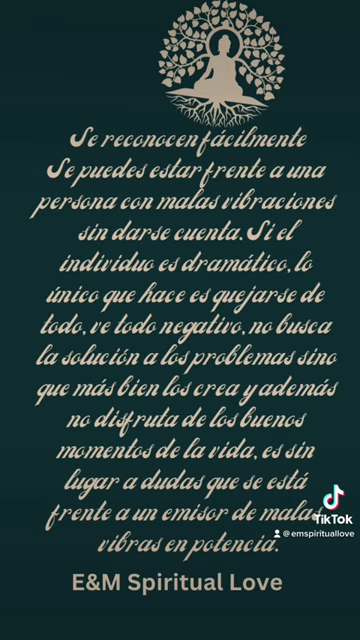 Se reconocen fácilmente
Se puedes estar frente a una
persona con malas vibraciones
sin darse cuenta. Si el
individuo es dramático, lo
único que hace es quejarse de
todo, ve todo negativo, no busca
la solución a los problemas sino
que más bien los crea y además
no disfruta de los buenos
momentos de la vida, es sin
lugar a dudas que se está
frente a un emisor de malas
vibras en potencia.
TikTok
@emspirituallove
E&M Spiritual Love